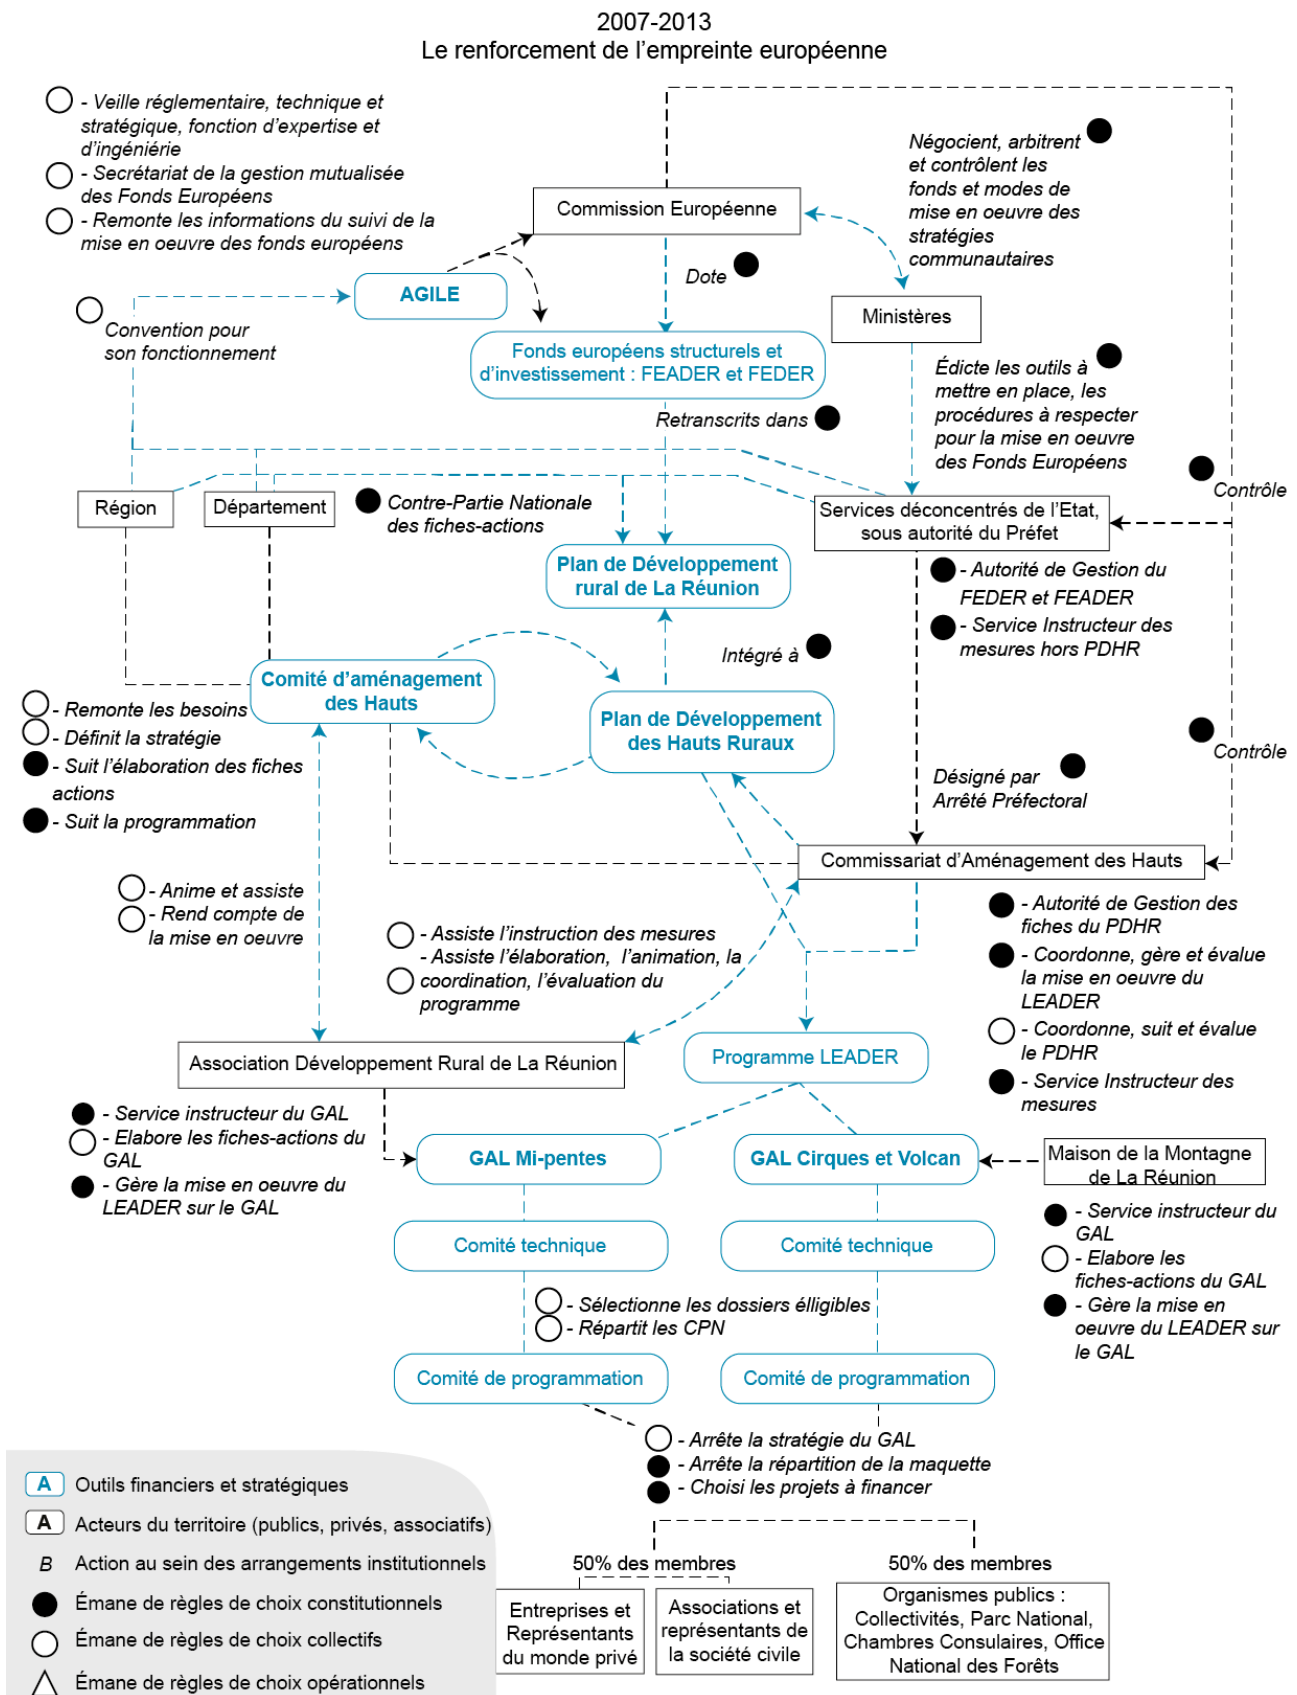 2007-2013
Le renforcement de l'empreinte européenne
- Veille réglementaire, technique et
stratégique, fonction d'expertise et
d'ingéniérie
- Secrétariat de la gestion mutualisée
des Fonds Européens
- Remonte les informations du suivi de la
mise en oeuvre des fonds européens
Négocient, arbitrent
et contrôlent les
fonds et modes de
mise en oeuvre des
stratégies
communautaires
Commission Européenne
Dote
AGILE
Convention pour
son fonctionnement
Ministères
Fonds européens structurels et
d'investissement : FEADER et FEDER
Édicte les outils à
mettre en place, les
procédures à respecter
pour la mise en oeuvre
des Fonds Européens
Retranscrits dans
Contrôle
Région
Département
Contre-Partie Nationale
des fiches-actions
Services déconcentrés de l'Etat,
sous autorité du Préfet
Plan de Développement
rural de La Réunion
- Autorité de Gestion du
FEDER et FEADER
- Service Instructeur des
mesures hors PDHR
Intégré à
Comité d'aménagement
des Hauts
Plan de Développement
des Hauts Ruraux
- Remonte les besoins
- Définit la stratégie
- Suit l'élaboration des fiches
actions
- Suit la programmation
Contrôle
Désigné par
Arrêté Préfectoral
Commissariat d'Aménagement des Hauts
- Anime et assiste
- Rend compte de
la mise en oeuvre
- Assiste l'instruction des mesures
- Assiste l'élaboration, l'animation, la
coordination, l'évaluation du
programme
- Autorité de Gestion des
fiches du PDHR
- Coordonne, gère et évalue
la mise en oeuvre du
LEADER
- Coordonne, suit et évalue
le PDHR
- Service Instructeur des
mesures
Association Développement Rural de La Réunion
Programme LEADER
- Service instructeur du GAL
- Elabore les fiches-actions du
GAL
- Gère la mise en oeuvre du
LEADER sur le GAL
GAL Mi-pentes
GAL Cirques et Volcan
Maison de la Montagne
de La Réunion
- Service instructeur du
GAL
- Elabore les
fiches-actions du GAL
- Gère la mise en
oeuvre du LEADER sur
le GAL
Comité technique
Comité technique
- Sélectionne les dossiers élligibles
- Répartit les CPN
Comité de programmation
Comité de programmation
- Arrête la stratégie du GAL
- Arrête la répartition de la maquette
- Choisi les projets à financer
50% des membres
50% des membres
Entreprises et
Représentants
du monde privé
Associations et
représentants de
la société civile
Organismes publics :
Collectivités, Parc National,
Chambres Consulaires, Office
National des Forêts
A Outils financiers et stratégiques
A Acteurs du territoire (publics, privés, associatifs)
B Action au sein des arrangements institutionnels
Émane de règles de choix constitutionnels
Émane de règles de choix collectifs
Émane de règles de choix opérationnels